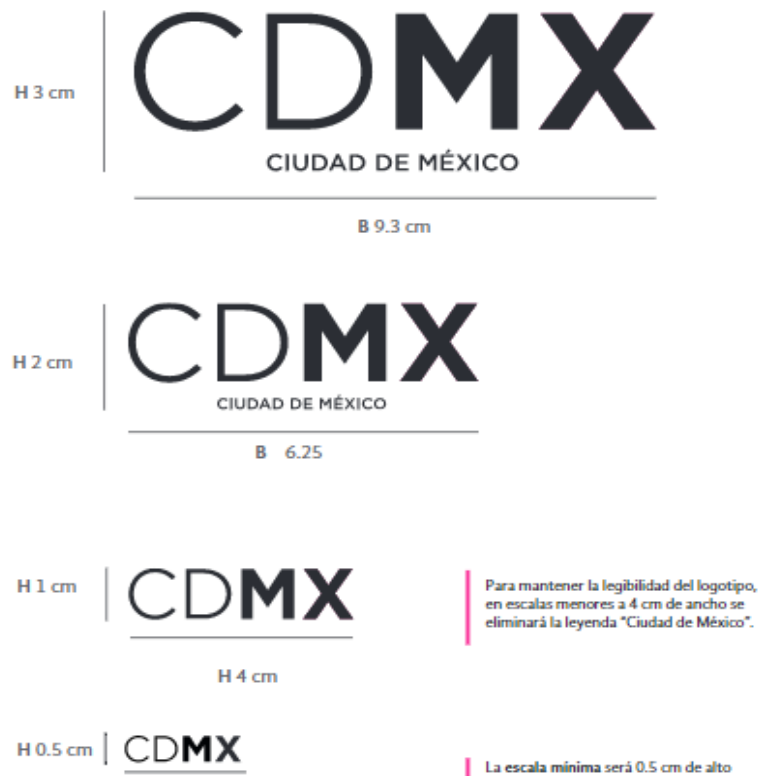 H 3 cm
CDMX
CIUDAD DE MÉXICO
B 9.3 cm
H 2 cm
CDMX
CIUDAD DE MÉXICO
B 6.25
H 1 cm
CDMX
H 4 cm
Para mantener la legibilidad del logotipo,
en escalas menores a 4 cm de ancho se
eliminará la leyenda "Ciudad de México".
H 0.5 cm
CDMX
La escala mínima será 0.5 cm de alto